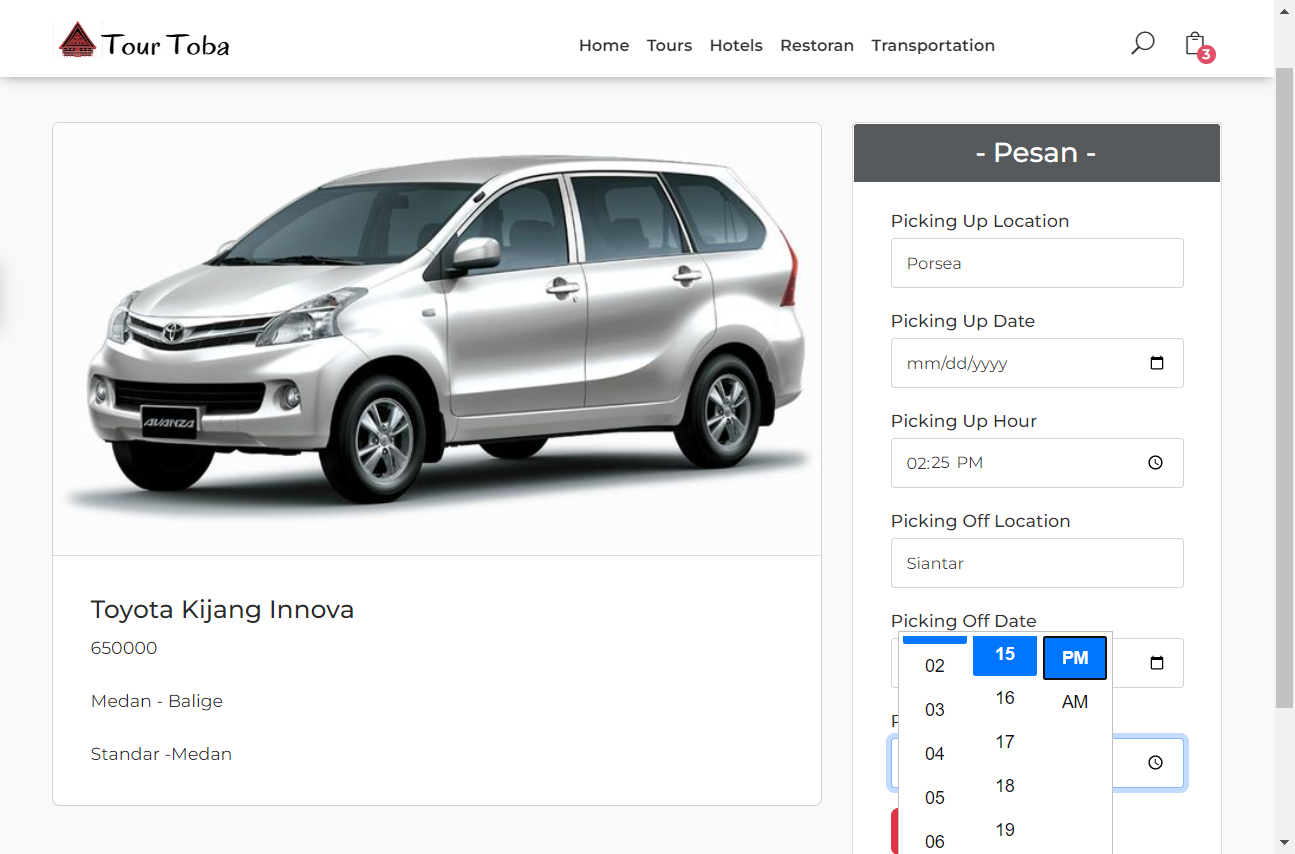 Tour Toba
Home Tours Hotels Restoran Transportation
3
- Pesan -
Picking Up Location
Porsea
Picking Up Date
mm/dd/yyyy
Picking Up Hour
02:25 PM
Picking Off Location
Siantar
Picking Off Date
15 PM
02
16 AM
03
17
04
18
05
19
06
AVANZA
Toyota Kijang Innova
650000
Medan - Balige
Standar -Medan